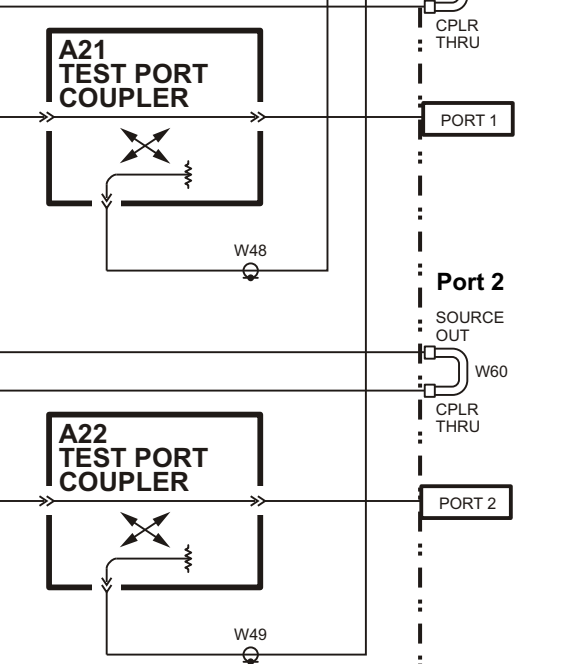 CPLR
THRU
A21
TEST PORT
COUPLER
PORT 1
W48
Port 2
SOURCE
OUT
W60
CPLR
THRU
A22
TEST PORT
COUPLER
PORT 2
W49